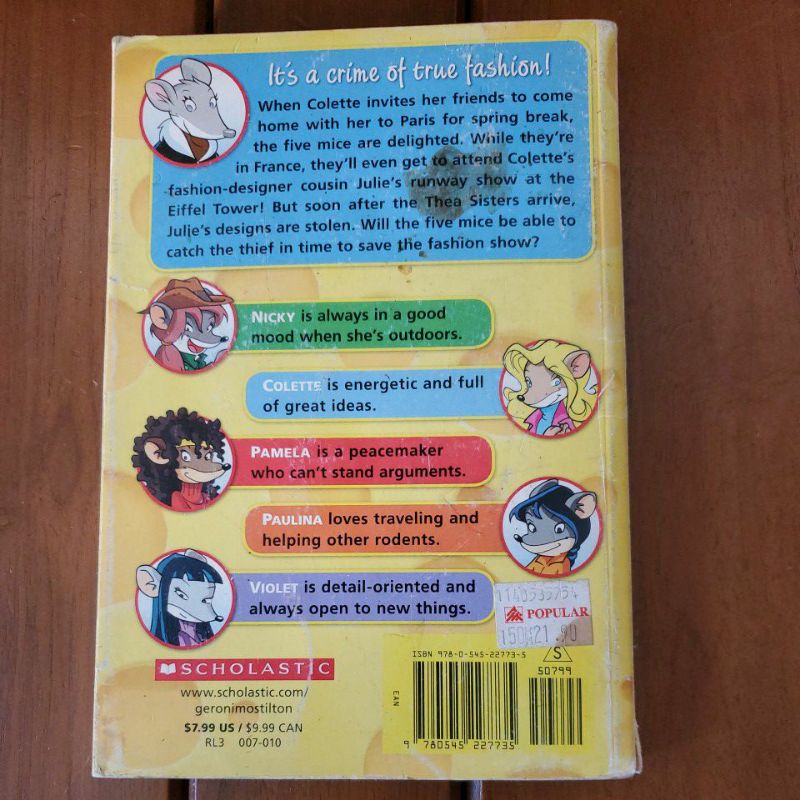 It's a crime of true fashion!
When Colette invites her friends to come
home with her to Paris for spring break,
the five mice are delighted. While they're
in France, they'll even get to attend Colette's
fashion-designer cousin Julie's runway show at the
Eiffel Tower! But soon after the Thea Sisters arrive,
Julie's designs are stolen. Will the five mice be able to
catch the thief in time to save the fashion show?
NICKY is always in a good
mood when she's outdoors.
COLETTE is energetic and full
of great ideas.
PAMELA is a peacemaker
who can't stand arguments.
PAULINA loves traveling and
helping other rodents.
VIOLET is detail-oriented and
always open to new things.
POPULAR
SCHOLASTIC
www.scholastic.com/
geronimostilton
$7.99 US / $9.99 CAN
RL3 007-010
ISBN 978-0-545-22773-5
S
50799
EAN
9 780545 227735